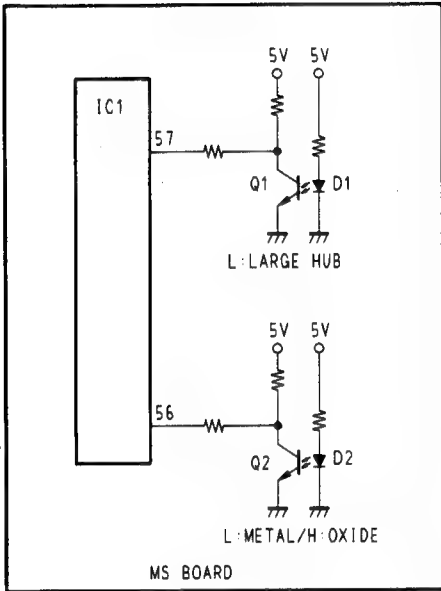 5V 5V
IC1
57
Q1 D1
L:LARGE HUB
5V 5V
56
Q2 D2
L:METAL/H:OXIDE
MS BOARD